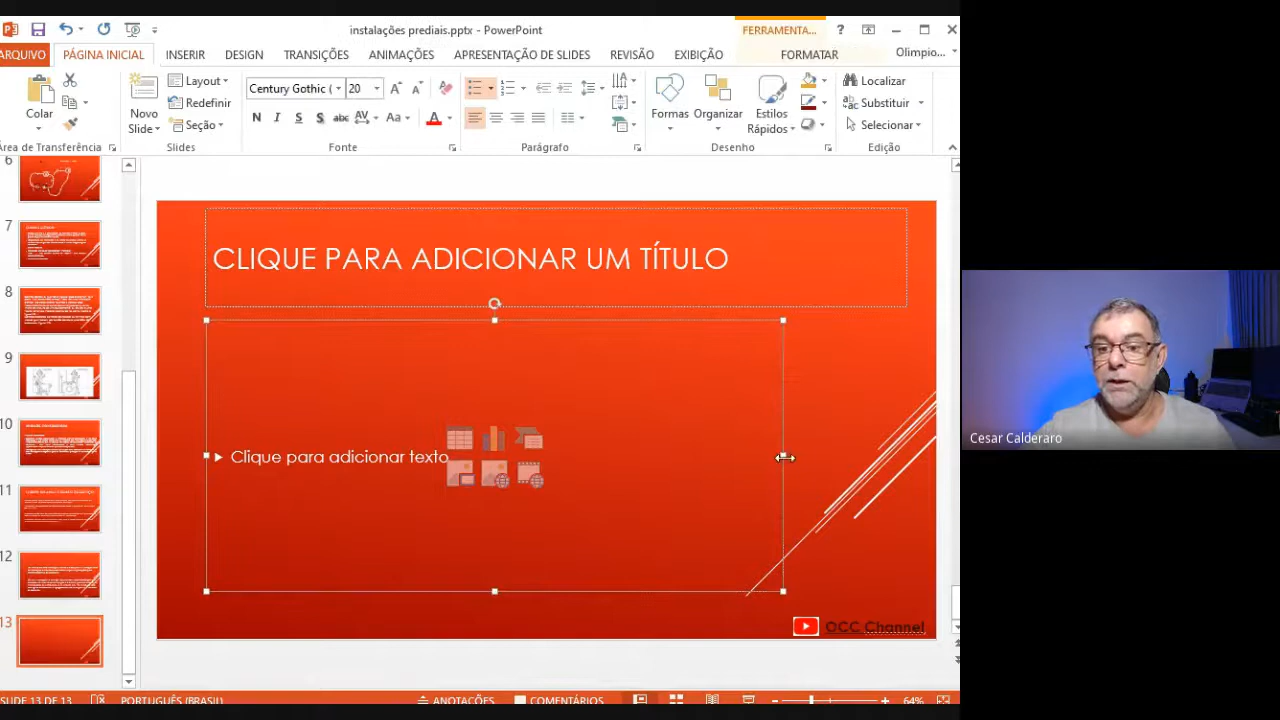 instalações prediais.pptx - PowerPoint
FERRAMENTA...
ARQUIVO
PÁGINA INICIAL
INSERIR
DESIGN
TRANSIÇÕES
ANIMAÇÕES
APRESENTAÇÃO DE SLIDES
REVISÃO
EXIBIÇÃO
FORMATAR
Olimpio...
Colar
Novo
Slide
Layout
Redefinir
Seção
Century Gothic (
20
Formas
Organizar
Estilos
Rápidos
Localizar
Substituir
Selecionar
Área de Transferência
Slides
Fonte
Parágrafo
Desenho
Edição
6
7
8
9
10
11
12
13
CLIQUE PARA ADICIONAR UM TÍTULO
Clique para adicionar texto
OCC Channel
Cesar Calderaro
SLIDE 13 DE 13
PORTUGUÊS (BRASIL)
ANOTAÇÕES
COMENTÁRIOS
64%